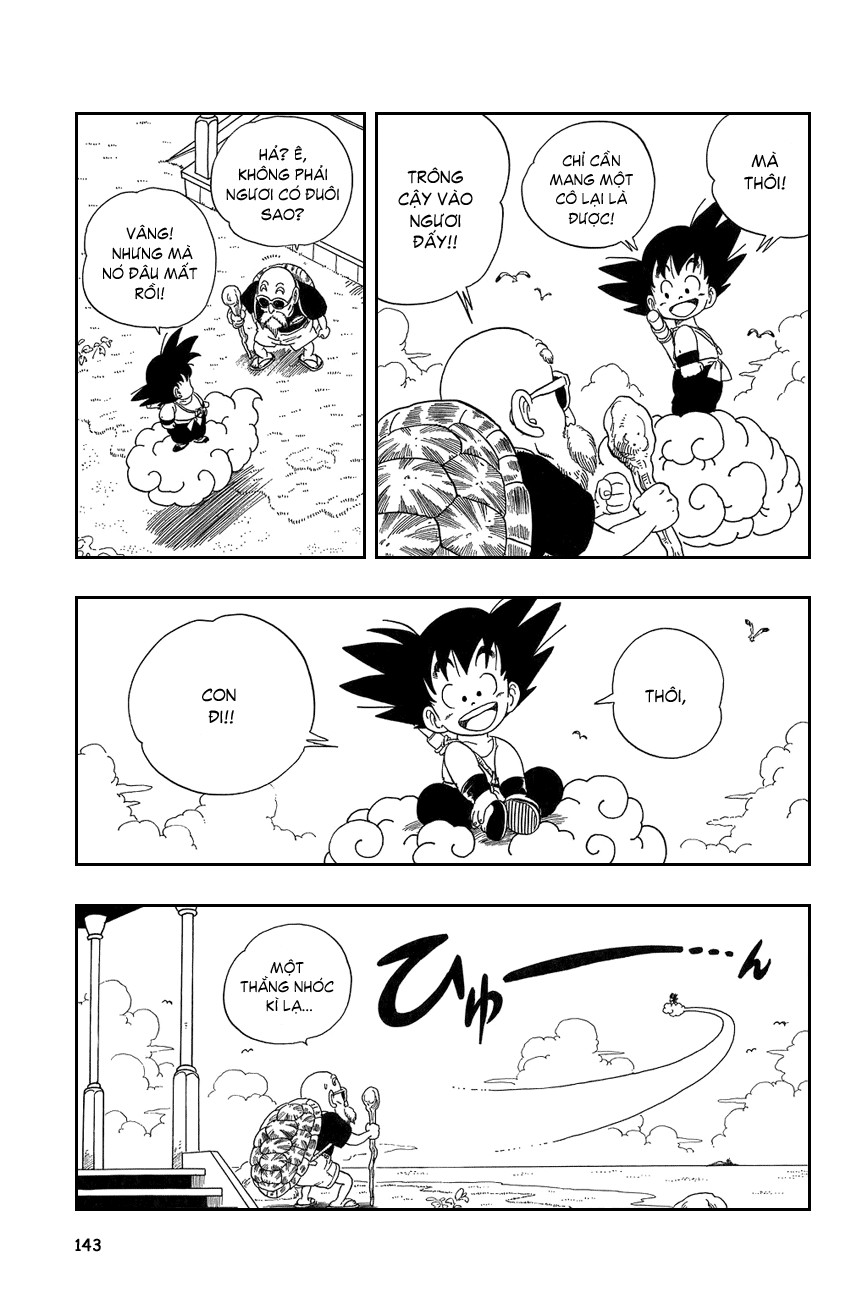 MÀ
THÔI!
CHỈ CẦN
MANG MỘT
CÔ LẠI LÀ
ĐƯỢC!
TRÔNG
CẬY VÀO
NGƯƠI
ĐẤY!!
HẢ? Ê,
KHÔNG PHẢI
NGƯƠI CÓ ĐUÔI
SAO?
VÂNG!
NHƯNG MÀ
NÓ ĐÂU MẤT
RỒI!
THÔI,
CON
ĐI!!
ひゅー…ん
MỘT
THẰNG NHÓC
KÌ LẠ...
143